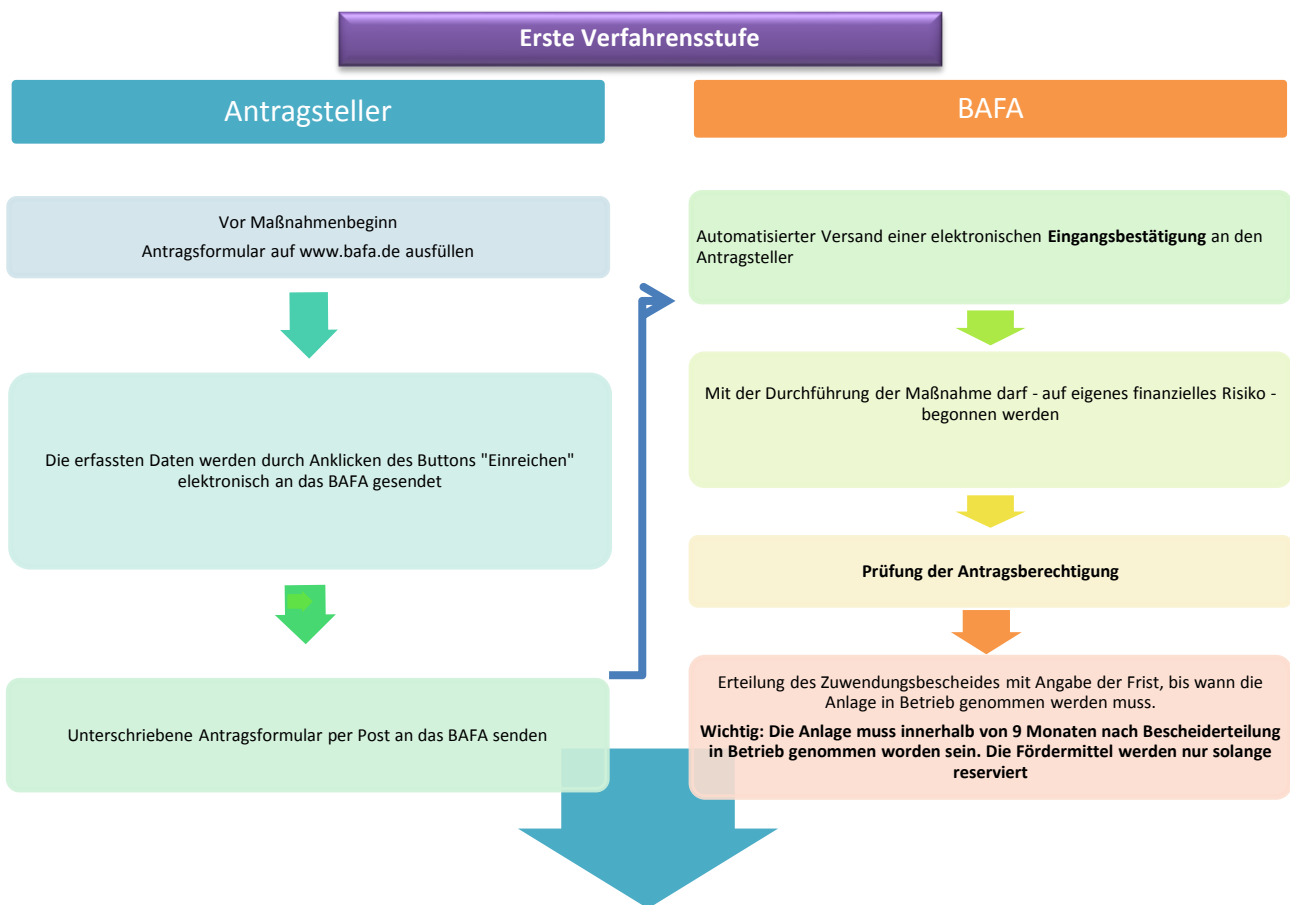 Erste Verfahrensstufe
Antragsteller
Vor Maßnahmenbeginn
Antragsformular auf www.bafa.de ausfüllen
Die erfassten Daten werden durch Anklicken des Buttons "Einreichen"
elektronisch an das BAFA gesendet
Unterschriebene Antragsformular per Post an das BAFA senden
BAFA
Automatisierter Versand einer elektronischen Eingangsbestätigung an den
Antragsteller
Mit der Durchführung der Maßnahme darf - auf eigenes finanzielles Risiko -
begonnen werden
Prüfung der Antragsberechtigung
Erteilung des Zuwendungsbescheides mit Angabe der Frist, bis wann die
Anlage in Betrieb genommen werden muss.
Wichtig: Die Anlage muss innerhalb von 9 Monaten nach Bescheiderteilung
in Betrieb genommen worden sein. Die Fördermittel werden nur solange
reserviert